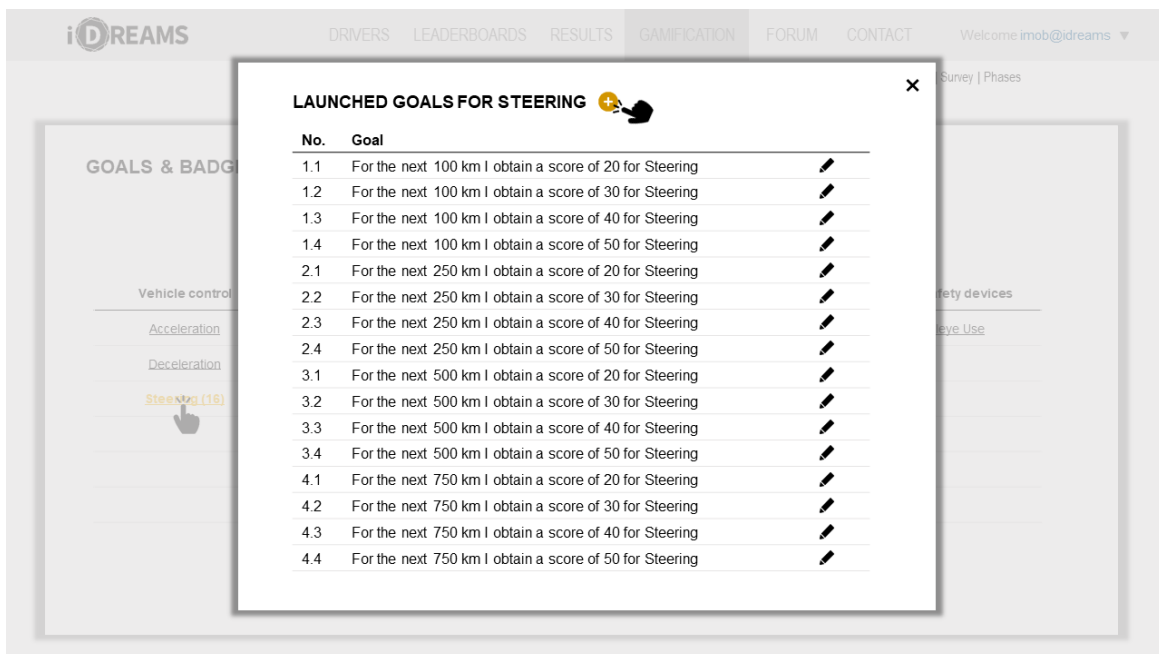 iDREAMS DRIVERS LEADERBOARDS RESULTS GAMIFICATION FORUM CONTACT Welcome imob@idreams ▼
Survey | Phases
LAUNCHED GOALS FOR STEERING
GOALS &
No. Goal
1.1 For the next 100 km I obtain a score of 20 for Steering
1.2 For the next 100 km I obtain a score of 30 for Steering
1.3 For the next 100 km I obtain a score of 40 for Steering
1.4 For the next 100 km I obtain a score of 50 for Steering
2.1 For the next 250 km I obtain a score of 20 for Steering
2.2 For the next 250 km I obtain a score of 30 for Steering
2.3 For the next 250 km I obtain a score of 40 for Steering
2.4 For the next 250 km I obtain a score of 50 for Steering
3.1 For the next 500 km I obtain a score of 20 for Steering
3.2 For the next 500 km I obtain a score of 30 for Steering
3.3 For the next 500 km I obtain a score of 40 for Steering
3.4 For the next 500 km I obtain a score of 50 for Steering
4.1 For the next 750 km I obtain a score of 20 for Steering
4.2 For the next 750 km I obtain a score of 30 for Steering
4.3 For the next 750 km I obtain a score of 40 for Steering
4.4 For the next 750 km I obtain a score of 50 for Steering
Vehicle control
Acceleration
Deceleration
Steering (16)
devices
Use